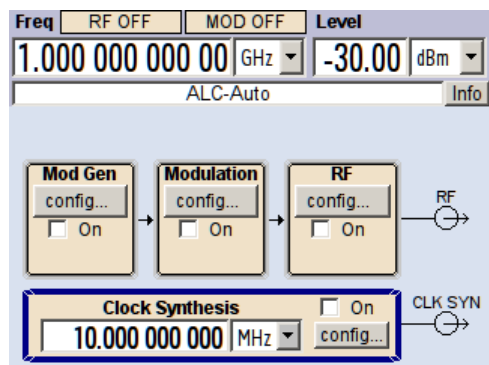 Freq RF OFF MOD OFF Level
1.000 000 000 00 GHz -30.00 dBm
ALC-Auto Info
Mod Gen Modulation RF
config... config... config... RF
On On On
Clock Synthesis On CLK SYN
10.000 000 000 MHz config...